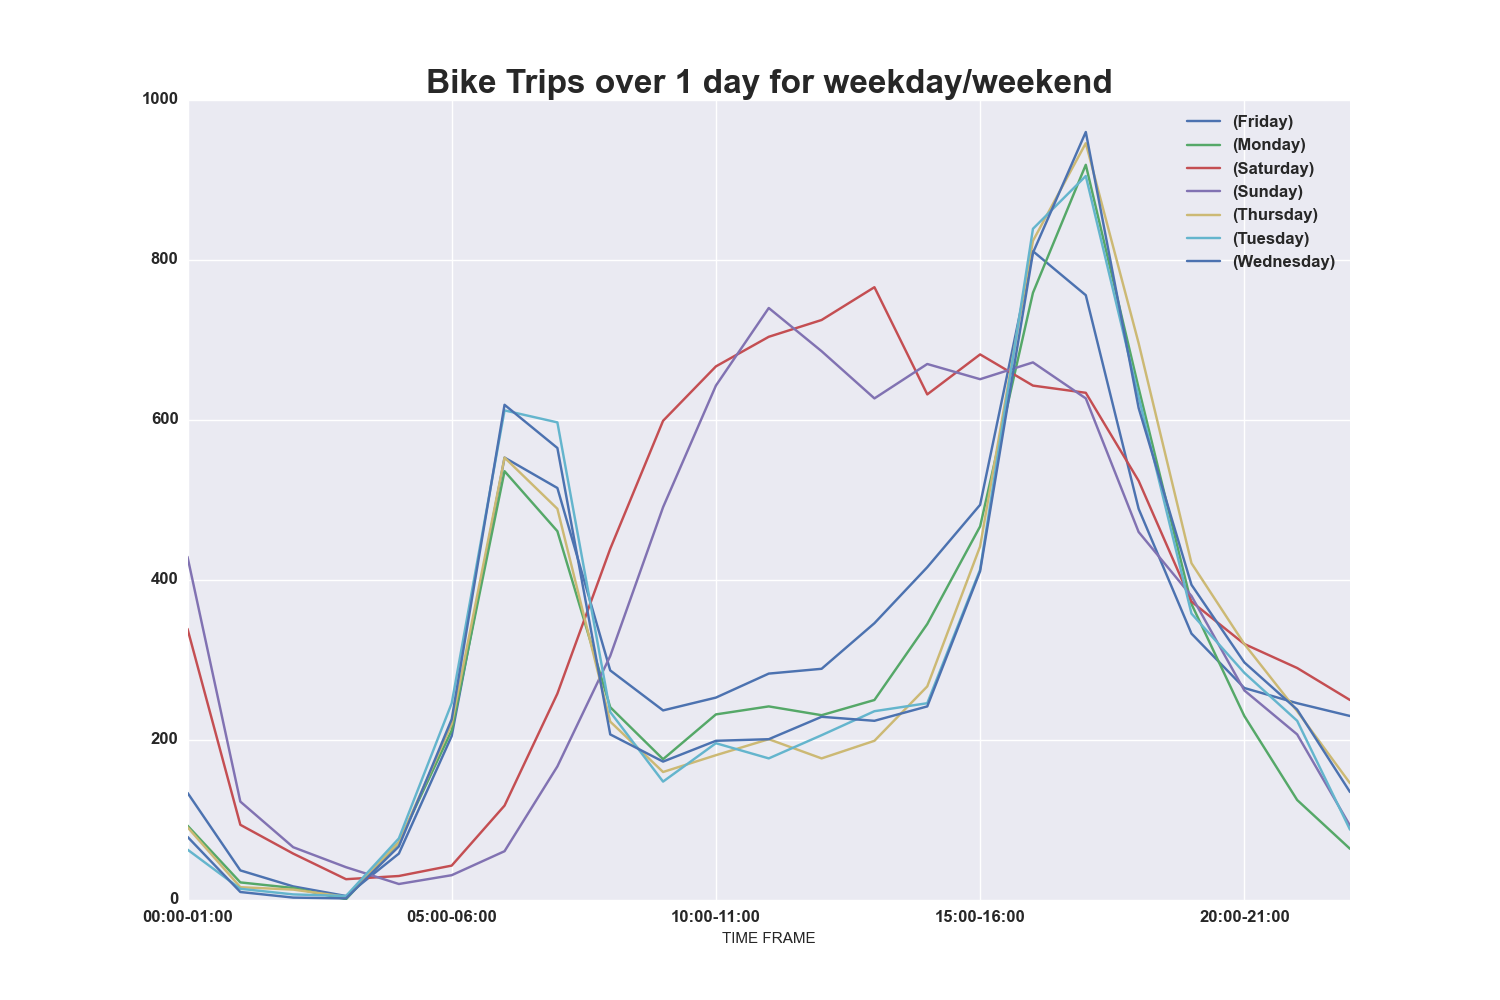 Bike Trips over 1 day for weekday/weekend
1000
800
600
400
200
0
(Friday)
(Monday)
(Saturday)
(Sunday)
(Thursday)
(Tuesday)
(Wednesday)
00:00-01:00 05:00-06:00 10:00-11:00 15:00-16:00 20:00-21:00
TIME FRAME